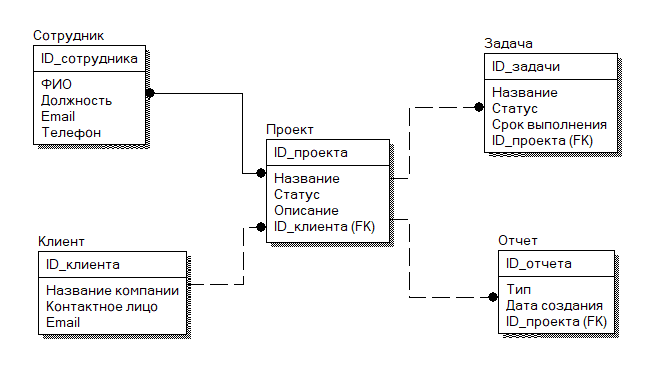 Сотрудник
ID_сотрудника
ФИО
Должность
Email
Телефон
Задача
ID_задачи
Название
Статус
Срок выполнения
ID_проекта (FK)
Проект
ID_проекта
Название
Статус
Описание
ID_клиента (FK)
Клиент
ID_клиента
Название компании
Контактное лицо
Email
Отчет
ID_отчета
Тип
Дата создания
ID_проекта (FK)